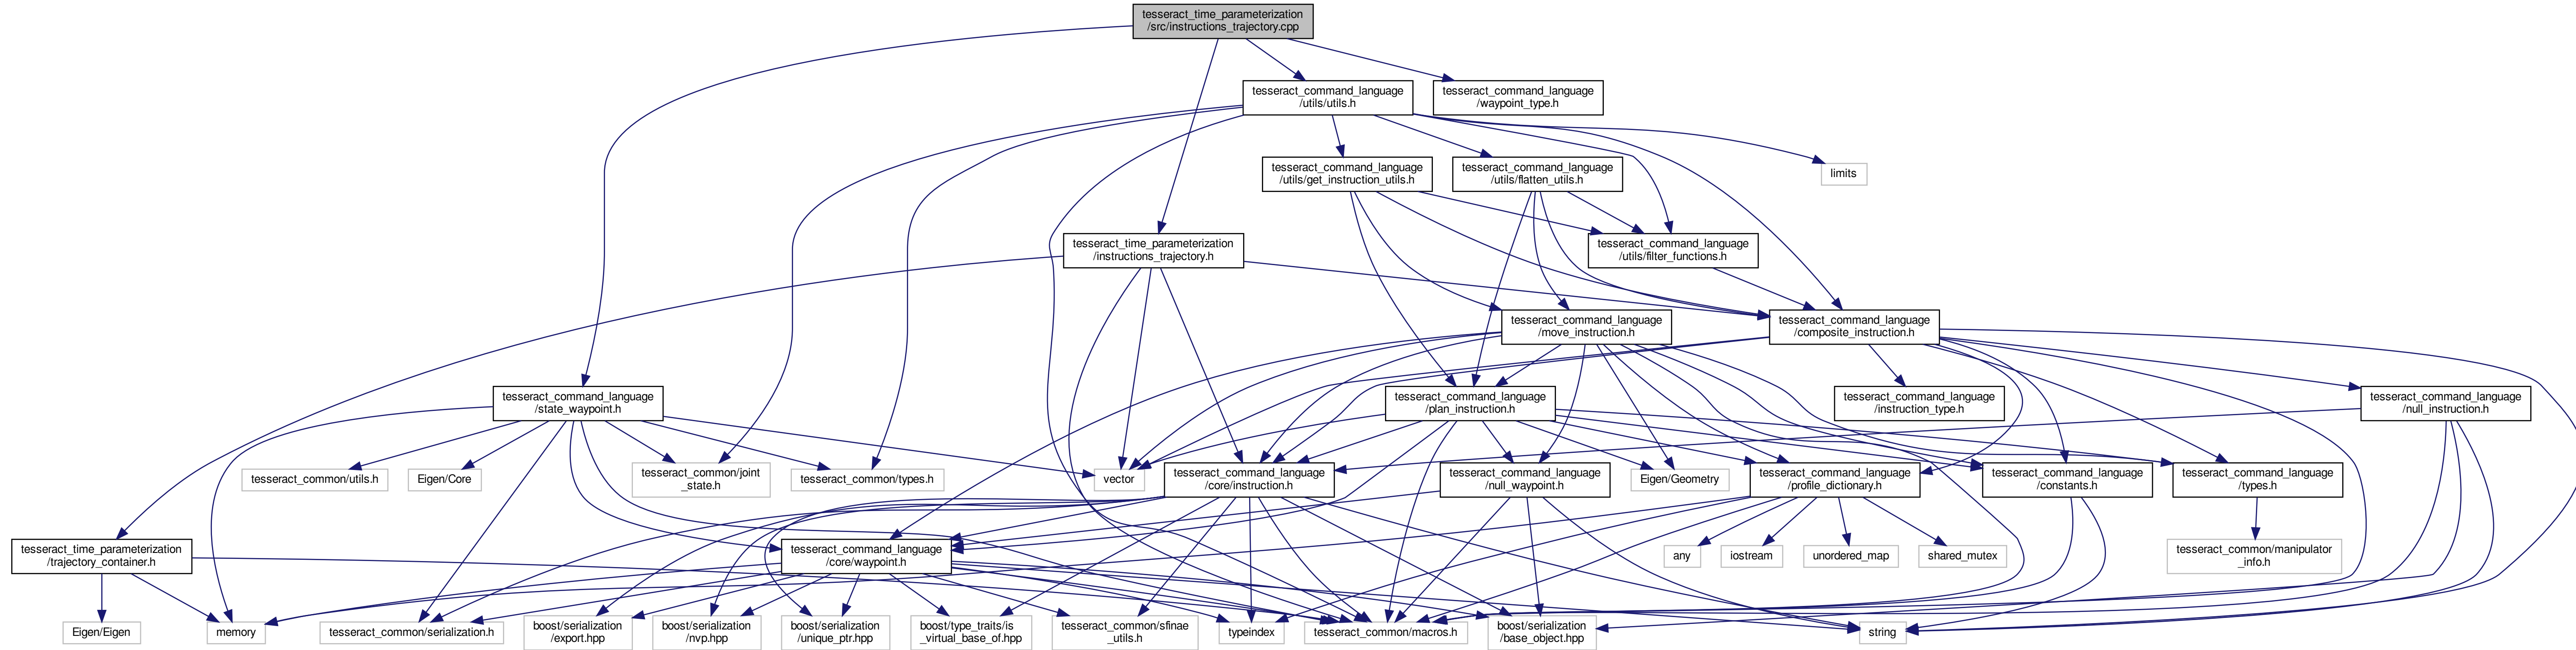 tesseract_time_parameterization
/src/instructions_trajectory.cpp
tesseract_command_language
/utils/utils.h
tesseract_command_language
/waypoint_type.h
tesseract_command_language
/utils/get_instruction_utils.h
tesseract_command_language
/utils/flatten_utils.h
limits
tesseract_time_parameterization
/instructions_trajectory.h
tesseract_command_language
/utils/filter_functions.h
tesseract_command_language
/move_instruction.h
tesseract_command_language
/composite_instruction.h
tesseract_command_language
/state_waypoint.h
tesseract_command_language
/plan_instruction.h
tesseract_command_language
/instruction_type.h
tesseract_command_language
/null_instruction.h
tesseract_common/utils.h
Eigen/Core
tesseract_common/joint
_state.h
tesseract_common/types.h
vector
tesseract_command_language
/core/instruction.h
tesseract_command_language
/null_waypoint.h
Eigen/Geometry
tesseract_command_language
/profile_dictionary.h
tesseract_command_language
/constants.h
tesseract_command_language
/types.h
tesseract_time_parameterization
/trajectory_container.h
tesseract_command_language
/core/waypoint.h
any
iostream
unordered_map
shared_mutex
tesseract_common/manipulator
_info.h
Eigen/Eigen
memory
tesseract_common/serialization.h
boost/serialization
/export.hpp
boost/serialization
/nvp.hpp
boost/serialization
/unique_ptr.hpp
boost/type_traits/is
_virtual_base_of.hpp
tesseract_common/sfinae
_utils.h
typeindex
tesseract_common/macros.h
boost/serialization
/base_object.hpp
string